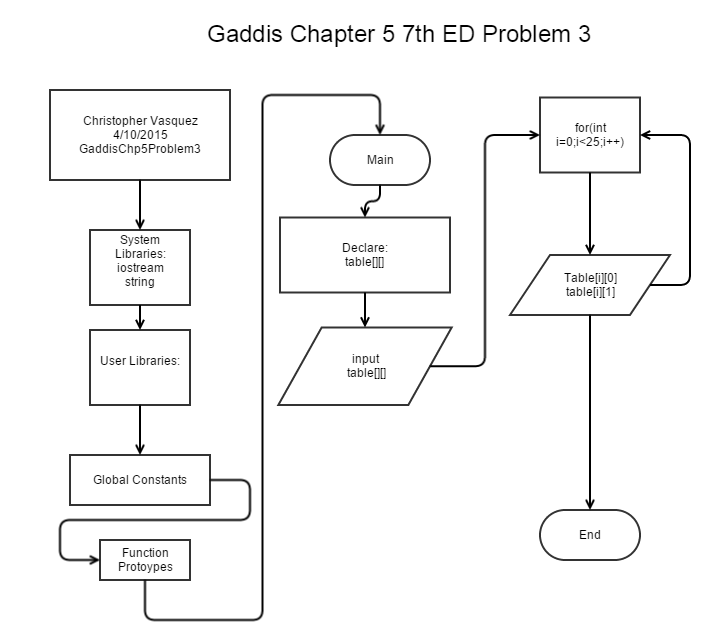 Gaddis Chapter 5 7th ED Problem 3
Christopher Vasquez
4/10/2015
GaddisChp5Problem3
System
Libraries:
iostream
string
User Libraries:
Global Constants
Function
Protoypes
Main
Declare:
table[][]
input
table[][]
for(int
i=0;i<25;i++)
Table[i][0]
table[i][1]
End